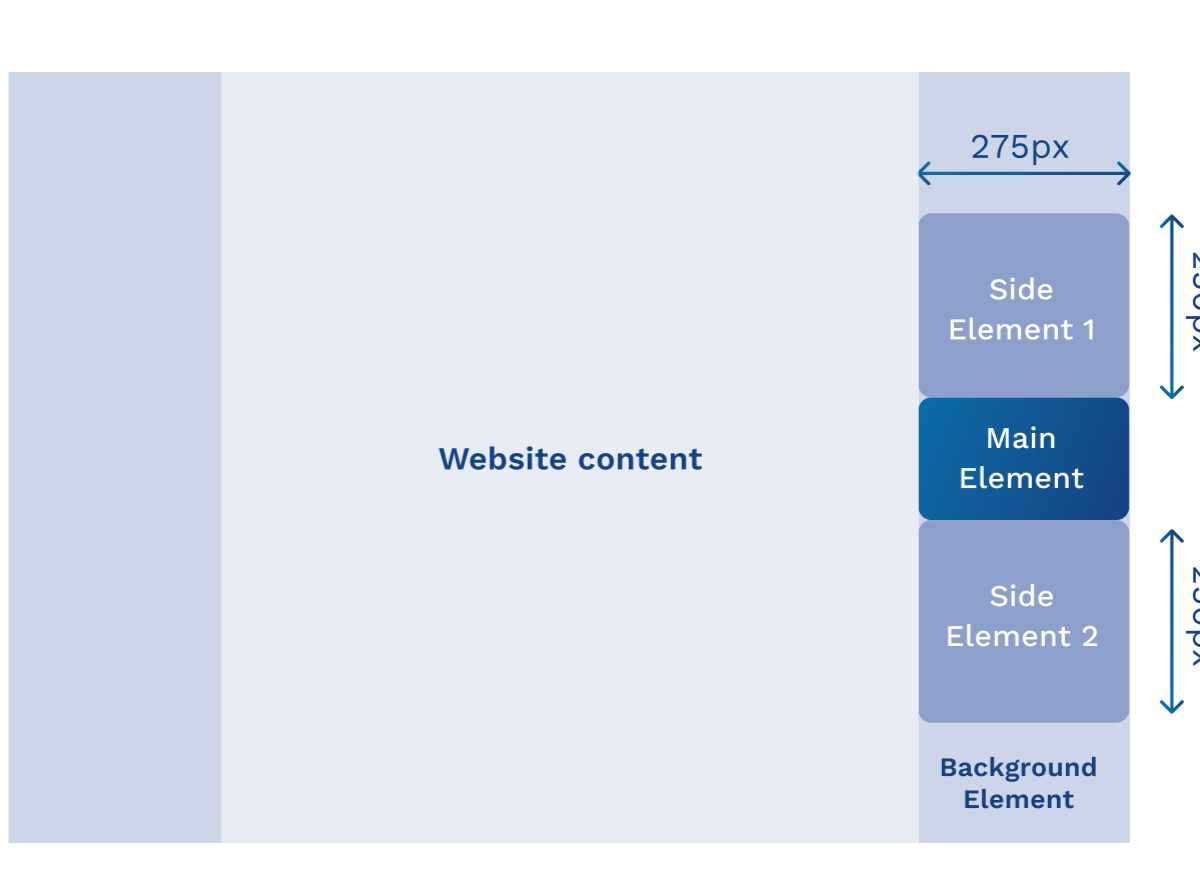 275px
Side
Element 1
Main
Element
Website content
Side
Element 2
Background
Element